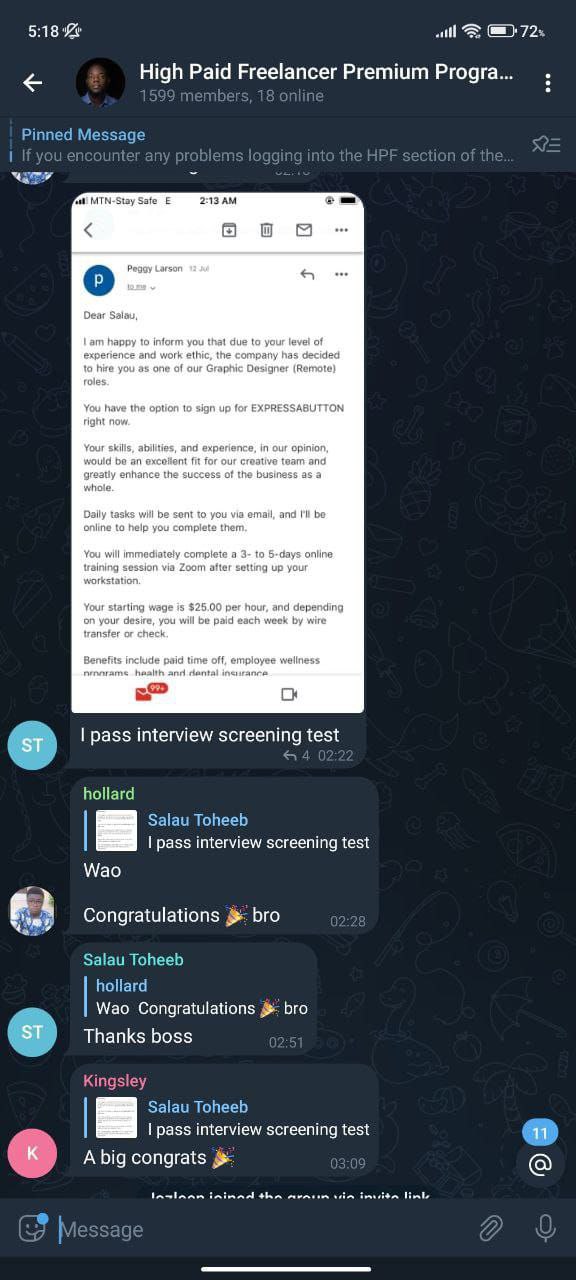 5:18
72%
High Paid Freelancer Premium Progra...
1599 members, 18 online
Pinned Message
If you encounter any problems logging into the HPF section of the...
MTN-Stay Safe E 2:13 AM
p
Peggy Larson 12 Jul
to me
Dear Salau,
I am happy to inform you that due to your level of
experience and work ethic, the company has decided
to hire you as one of our Graphic Designer (Remote)
roles.
You have the option to sign up for EXPRESSABUTTON
right now.
Your skills, abilities, and experience, in our opinion,
would be an excellent fit for our creative team and
greatly enhance the success of the business as a
whole.
Daily tasks will be sent to you via email, and I'll be
online to help you complete them.
You will immediately complete a 3- to 5-days online
training session via Zoom after setting up your
workstation.
Your starting wage is $25.00 per hour, and depending
on your desire, you will be paid each week by wire
transfer or check.
Benefits include paid time off, employee wellness
programs, health and dental insurance
99+
ST
I pass interview screening test
4 02:22
hollard
Salau Toheeb
I pass interview screening test
Wao
Congratulations 🎉 bro
02:28
Salau Toheeb
hollard
Wao Congratulations 🎉 bro
ST
Thanks boss
02:51
Kingsley
Salau Toheeb
I pass interview screening test
K
A big congrats 🎉
03:09
11
Jozleen joined the group via invite link
@
Message